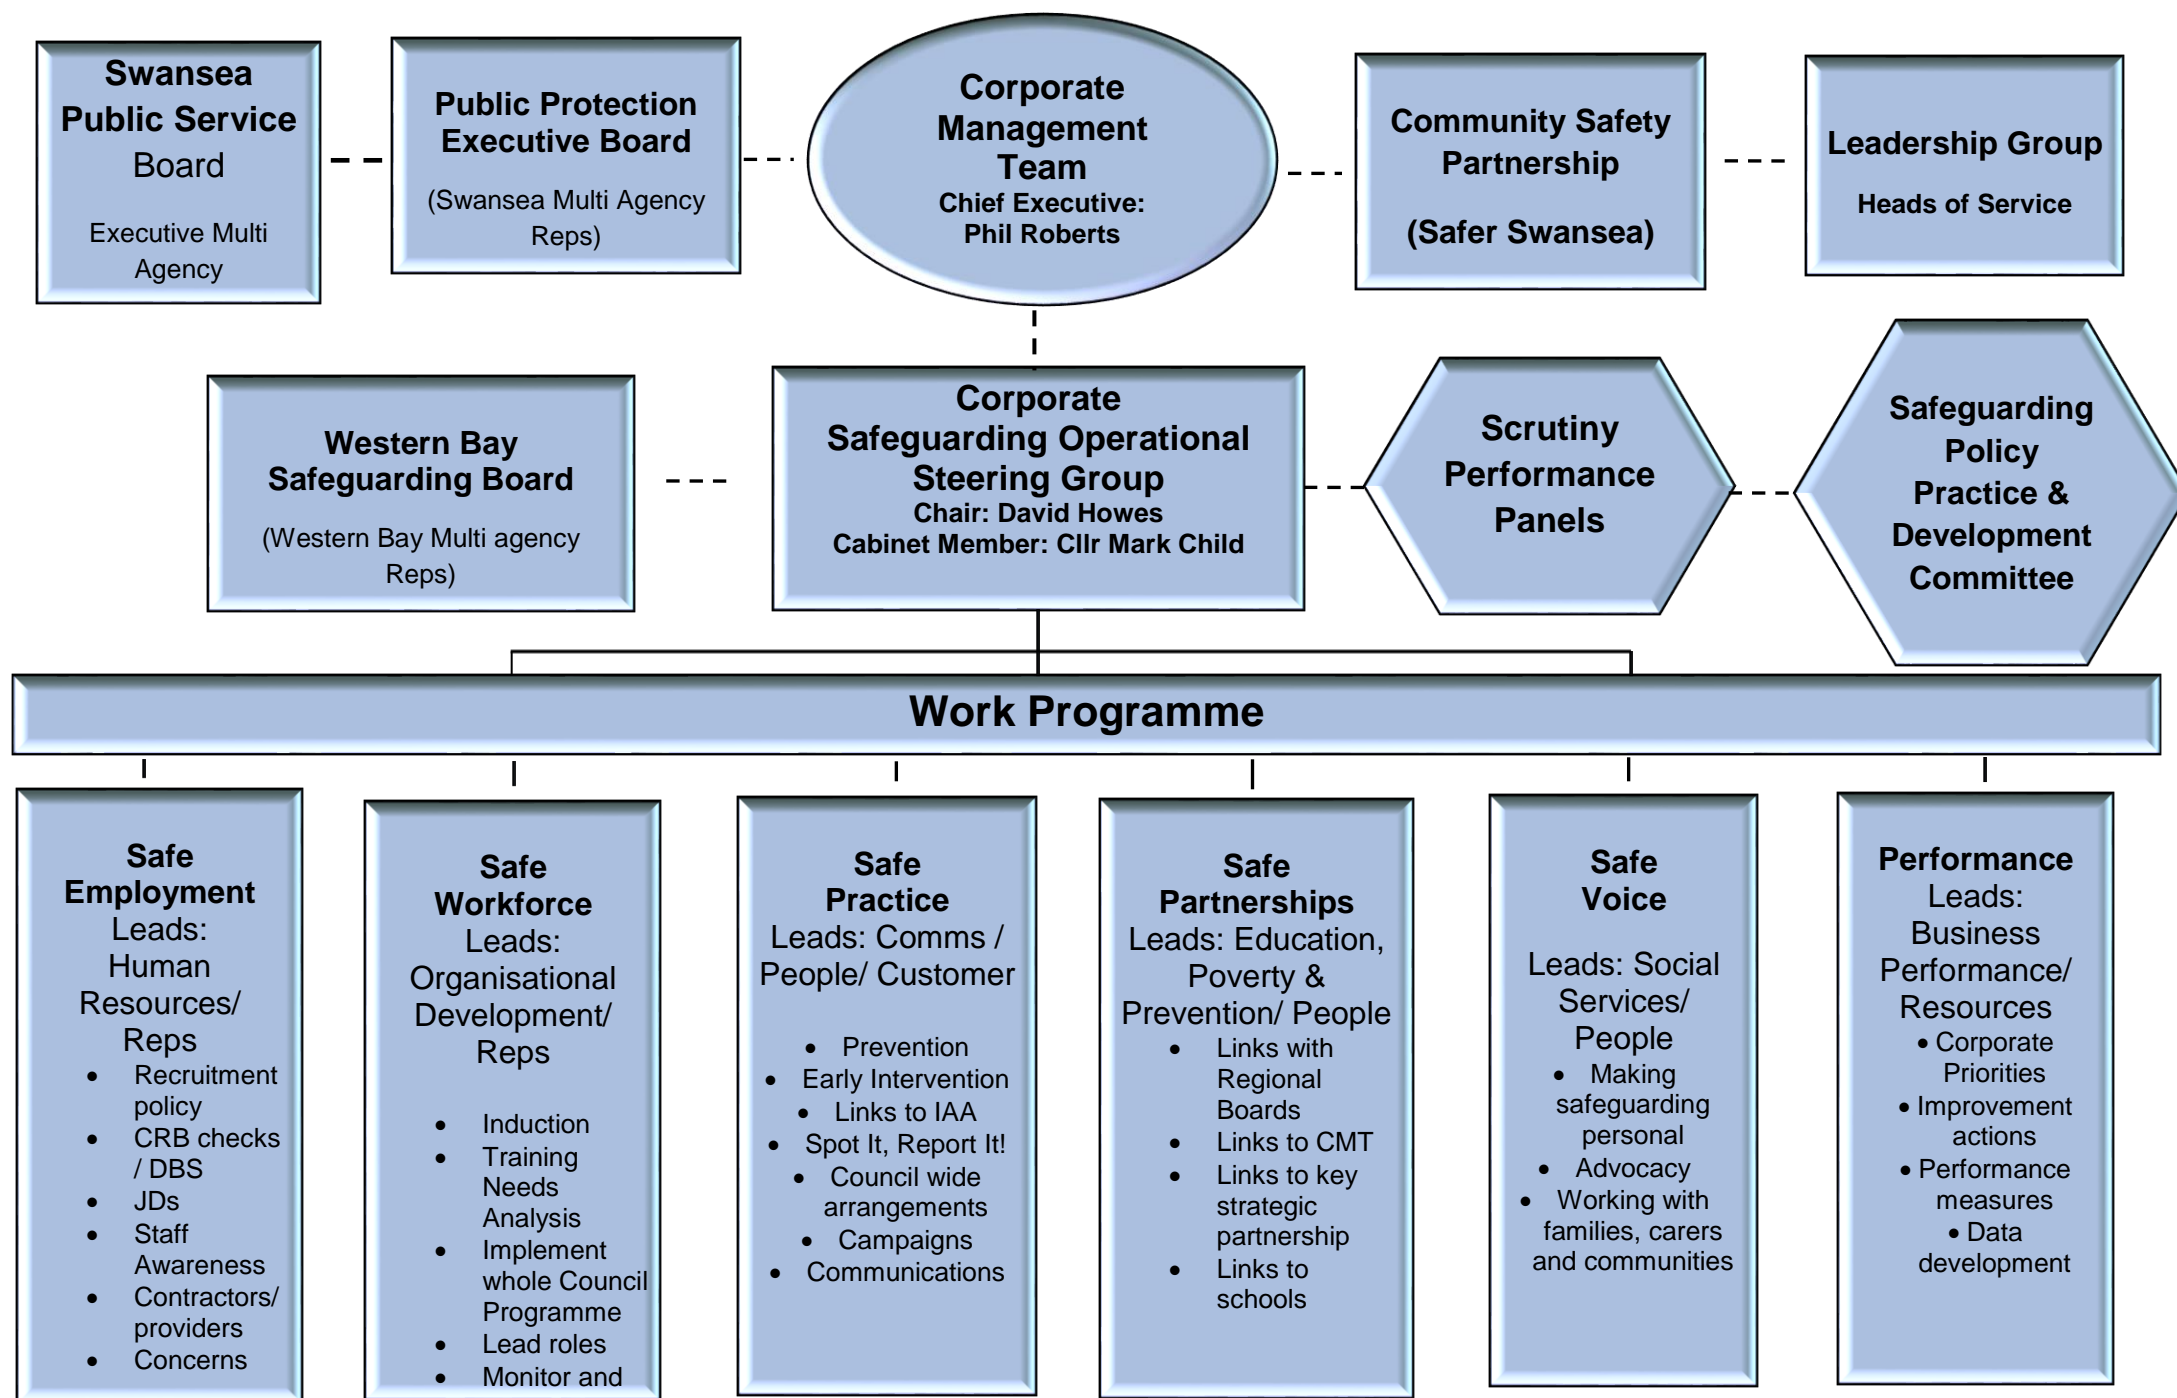 Swansea
Public Service
Board
Executive Multi
Agency
Public Protection
Executive Board
(Swansea Multi Agency
Reps)
Corporate
Management
Team
Chief Executive:
Phil Roberts
Community Safety
Partnership
(Safer Swansea)
Leadership Group
Heads of Service
Western Bay
Safeguarding Board
(Western Bay Multi agency
Reps)
Corporate
Safeguarding Operational
Steering Group
Chair: David Howes
Cabinet Member: Cllr Mark Child
Scrutiny
Performance
Panels
Safeguarding
Policy
Practice &
Development
Committee
Work Programme
Safe
Employment
Leads:
Human
Resources/
Reps
• Recruitment
policy
• CRB checks
/ DBS
• JDs
• Staff
Awareness
• Contractors/
providers
• Concerns
Safe
Workforce
Leads:
Organisational
Development/
Reps
• Induction
• Training
Needs
Analysis
• Implement
whole Council
Programme
• Lead roles
• Monitor and
Safe
Practice
Leads: Comms /
People/ Customer
• Prevention
• Early Intervention
• Links to IAA
• Spot It, Report It!
• Council wide
arrangements
• Campaigns
• Communications
Safe
Partnerships
Leads: Education,
Poverty &
Prevention/ People
• Links with
Regional
Boards
• Links to CMT
• Links to key
strategic
partnership
• Links to
schools
Safe
Voice
Leads: Social
Services/
People
• Making
safeguarding
personal
• Advocacy
• Working with
families, carers
and communities
Performance
Leads:
Business
Performance/
Resources
• Corporate
Priorities
• Improvement
actions
• Performance
measures
• Data
development